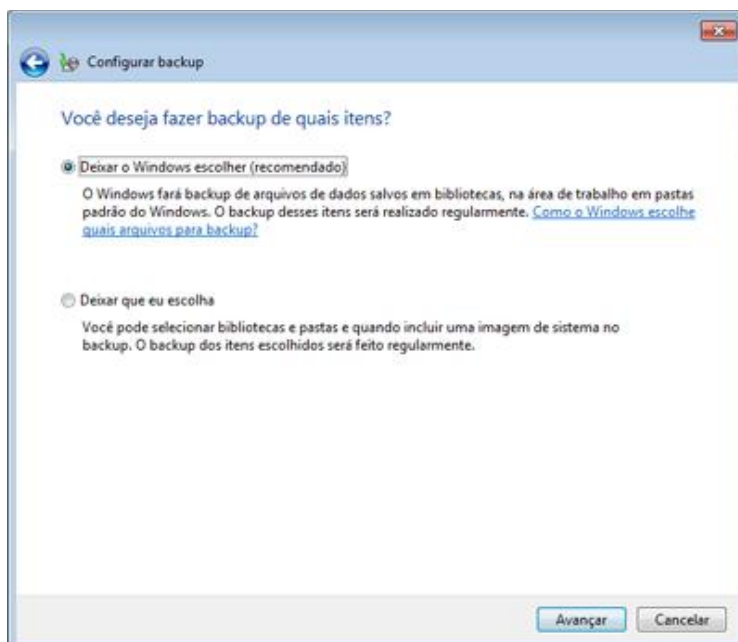 Configurar backup
Você deseja fazer backup de quais itens?
Deixar o Windows escolher (recomendado)
O Windows fará backup de arquivos de dados salvos em bibliotecas, na área de trabalho em pastas
padrão do Windows. O backup desses itens será realizado regularmente. Como o Windows escolhe
quais arquivos para backup?
Deixar que eu escolha
Você pode selecionar bibliotecas e pastas e quando incluir uma imagem de sistema no
backup. O backup dos itens escolhidos será feito regularmente.
Avançar Cancelar